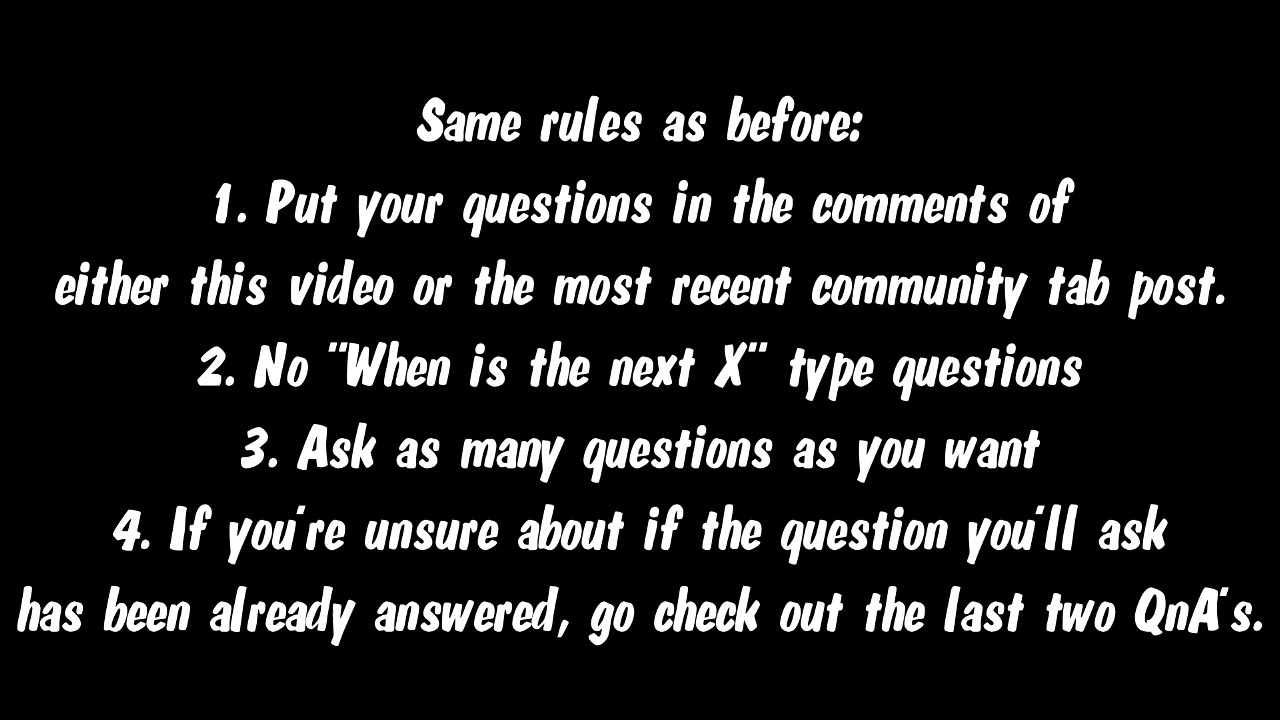 Same rules as before:
1. Put your questions in the comments of
either this video or the most recent community tab post.
2. No "When is the next X" type questions
3. Ask as many questions as you want
4. If you're unsure about if the question you'll ask
has been already answered, go check out the last two QnA's.